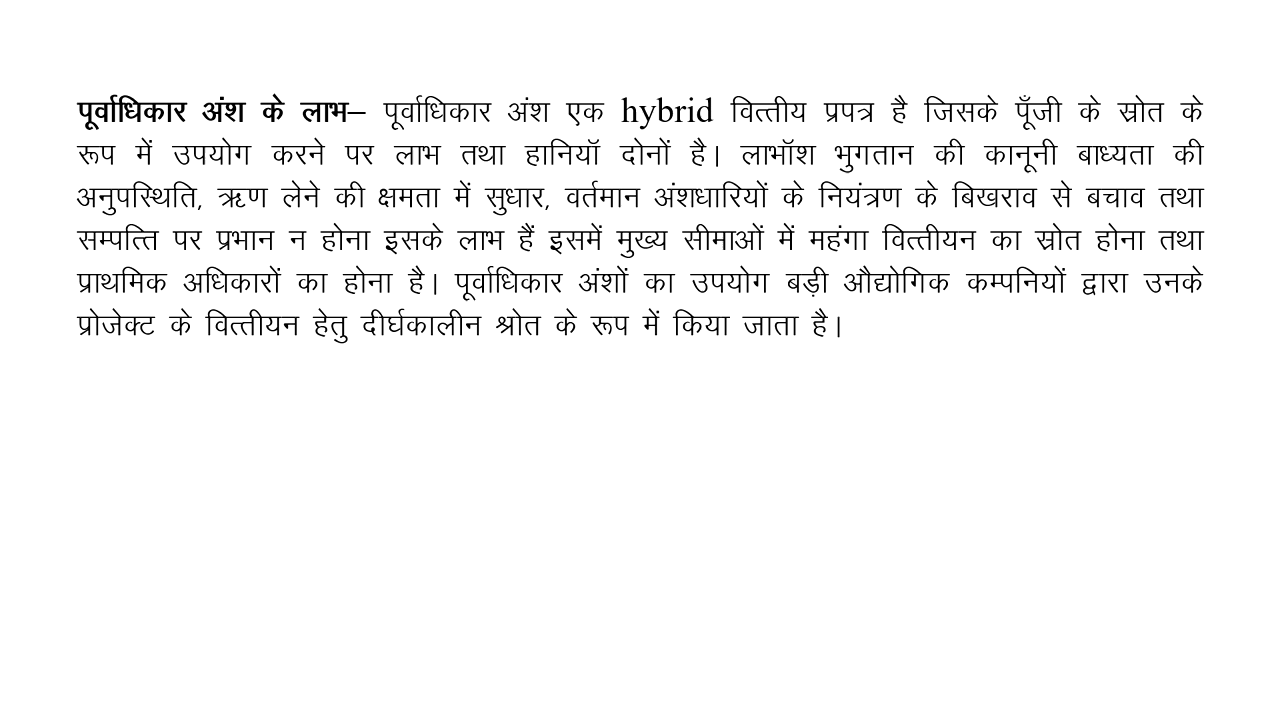 पूर्वाधिकार अंश के लाभ– पूर्वाधिकार अंश एक hybrid वित्तीय प्रपत्र है जिसके पूँजी के स्रोत के
रूप में उपयोग करने पर लाभ तथा हानियॉ दोनों है। लाभॉश भुगतान की कानूनी बाध्यता की
अनुपस्थिति, ऋण लेने की क्षमता में सुधार, वर्तमान अंशधारियों के नियंत्रण के बिखराव से बचाव तथा
सम्पत्ति पर प्रभान न होना इसके लाभ हैं इसमें मुख्य सीमाओं में महंगा वित्तीयन का स्रोत होना तथा
प्राथमिक अधिकारों का होना है। पूर्वाधिकार अंशों का उपयोग बड़ी औद्योगिक कम्पनियों द्वारा उनके
प्रोजेक्ट के वित्तीयन हेतु दीर्घकालीन श्रोत के रूप में किया जाता है।